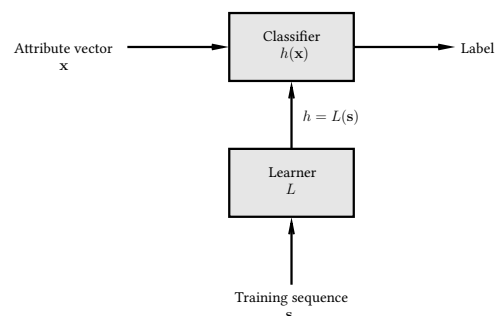 Classifier
h(x)
Attribute vector
x
Label
h = L(s)
Learner
L
Training sequence
s